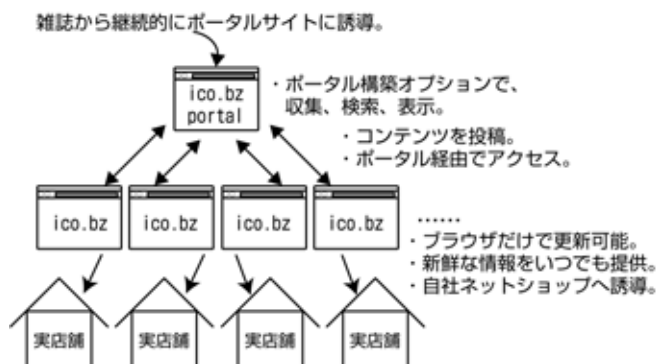 雑誌から継続的にポータルサイトに誘導。
ico.bz
portal
・ポータル構築オプションで、
収集、検索、表示。
・コンテンツを投稿。
・ポータル経由でアクセス。
ico.bz
ico.bz
ico.bz
ico.bz
……
・ブラウザだけで更新可能。
・新鮮な情報をいつでも提供。
・自社ネットショップへ誘導。
実店舗
実店舗
実店舗
実店舗